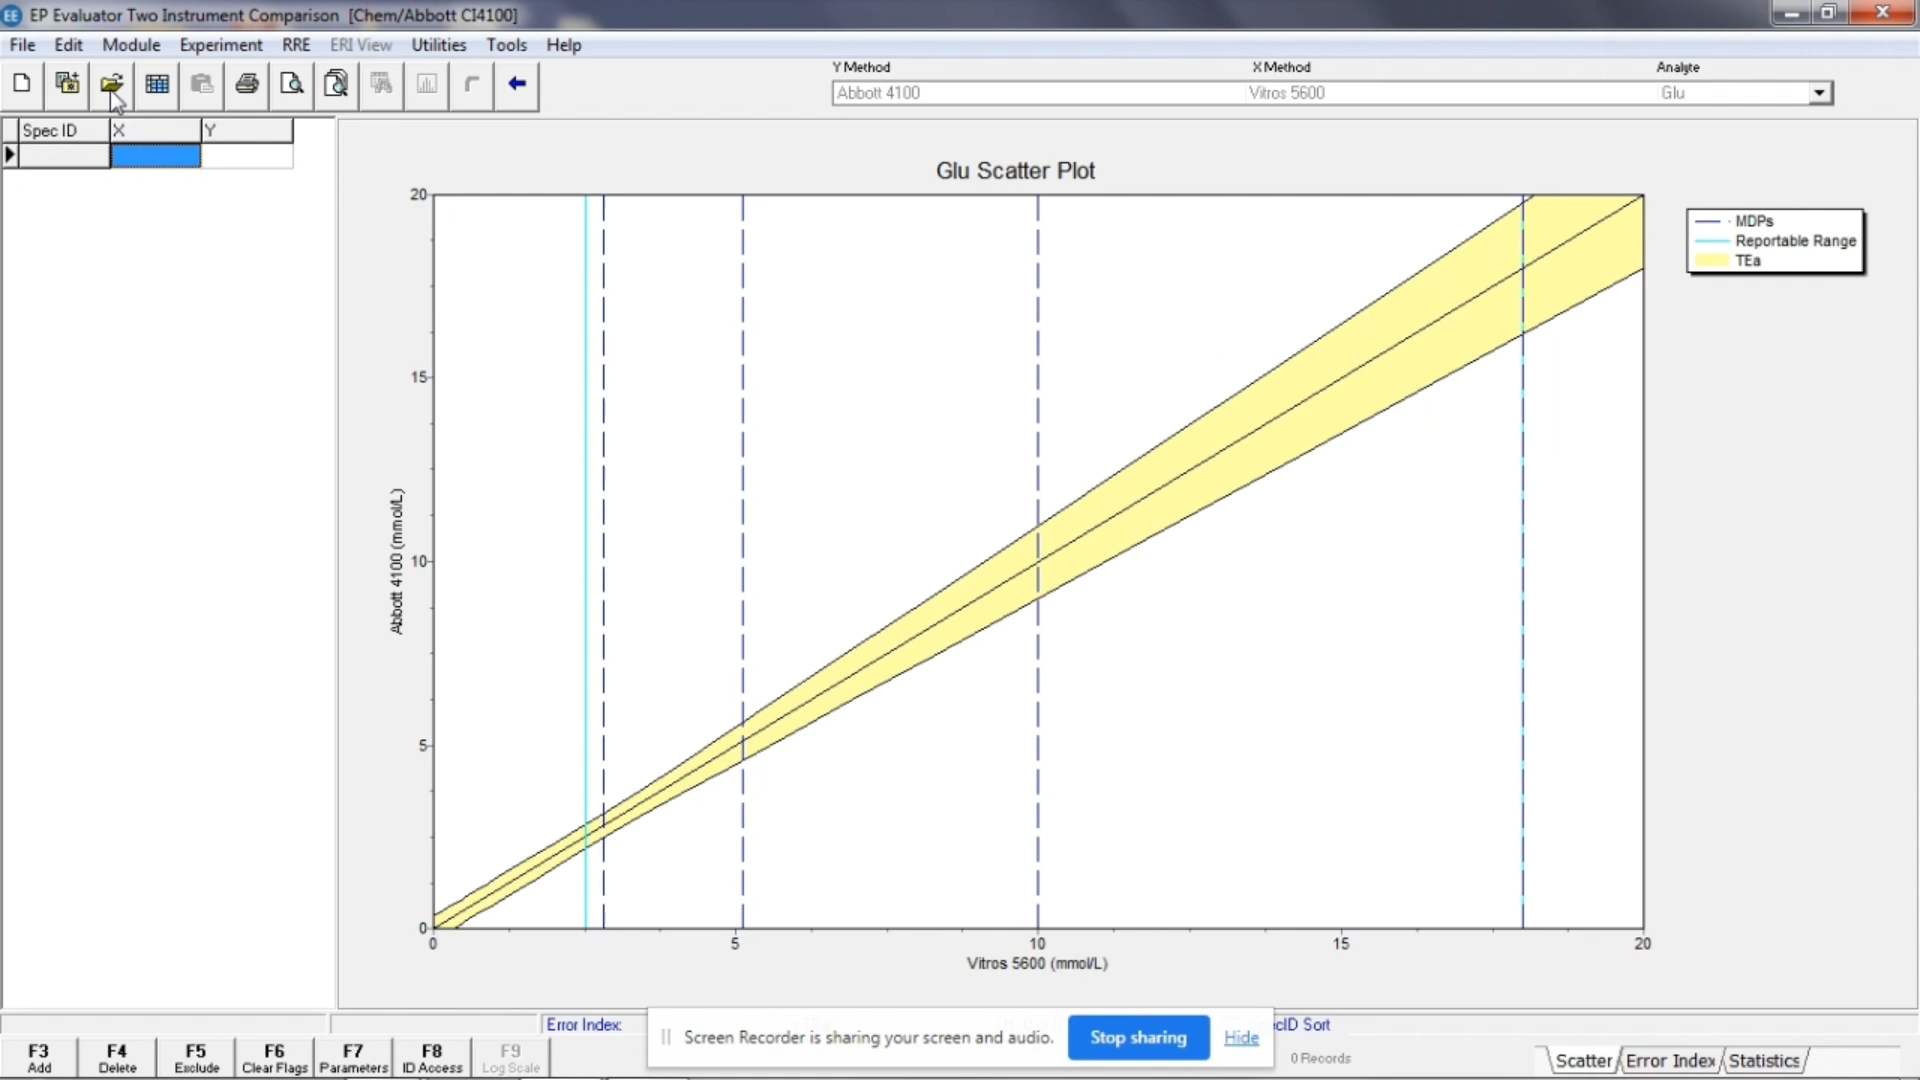 EE EP Evaluator Two Instrument Comparison [Chem/Abbott CI4100]
File Edit Module Experiment RRE ERI View Utilities Tools Help
Y Method X Method Analyte
Abbott 4100 Vitros 5600 Glu
Spec ID X Y
Glu Scatter Plot
MDPs
Reportable Range
TEa
20
15
10
5
0
Abbott 4100 (mmol/L)
0 5 10 15 20
Vitros 5600 (mmol/L)
Error Index:
Screen Recorder is sharing your screen and audio. Stop sharing Hide
cID Sort
0 Records
F3 F4 F5 F6 F7 F8 F9
Add Delete Exclude Clear Flags Parameters ID Access Log Scale
Scatter Error Index Statistics